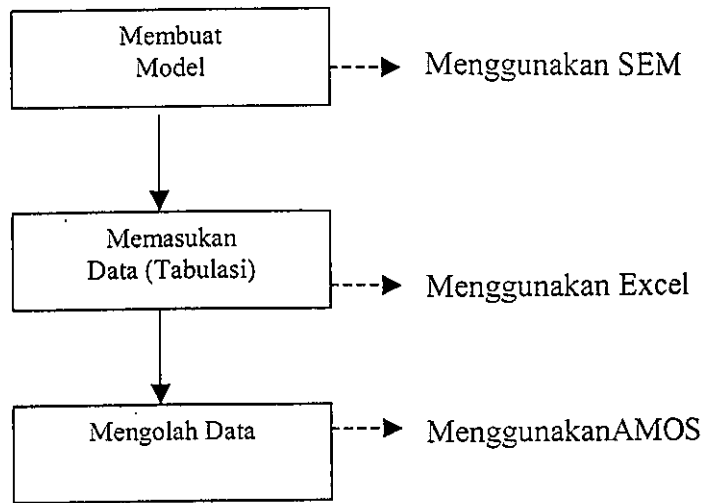 Membuat
Model
Menggunakan SEM
Memasukan
Data (Tabulasi)
Menggunakan Excel
Mengolah Data
MenggunakanAMOS